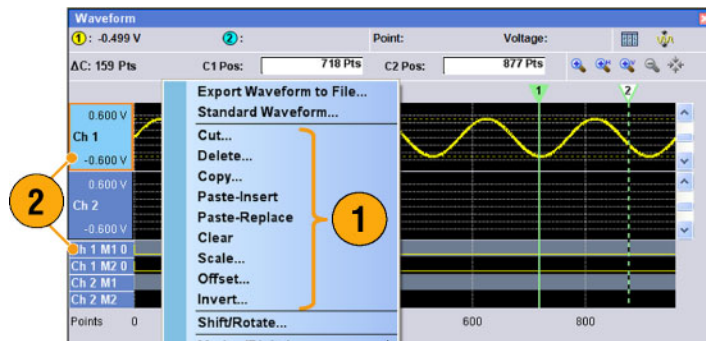 Waveform
1 : -0.499 V 2 : Point: Voltage:
ΔC: 159 Pts C1 Pos: 718 Pts C2 Pos: 877 Pts
Export Waveform to File...
Standard Waveform...
Cut...
Delete...
Copy...
Paste-Insert
Paste-Replace
Clear
Scale...
Offset...
Invert...
Shift/Rotate...
1
1 2
0.600 V
Ch 1
-0.600 V
2
0.600 V
Ch 2
-0.600 V
Ch 1 M1 0
Ch 1 M2 0
Ch 2 M1
Ch 2 M2
Points 0 600 800